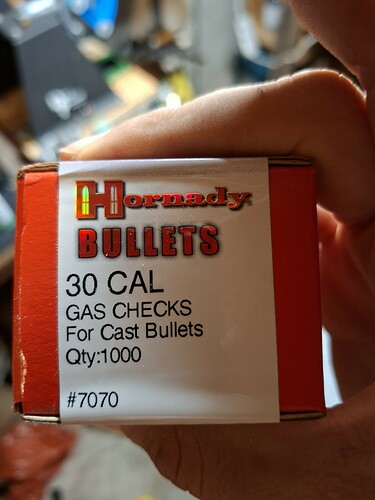 Hornady
BULLETS
30 CAL
GAS CHECKS
For Cast Bullets
Qty:1000
#7070